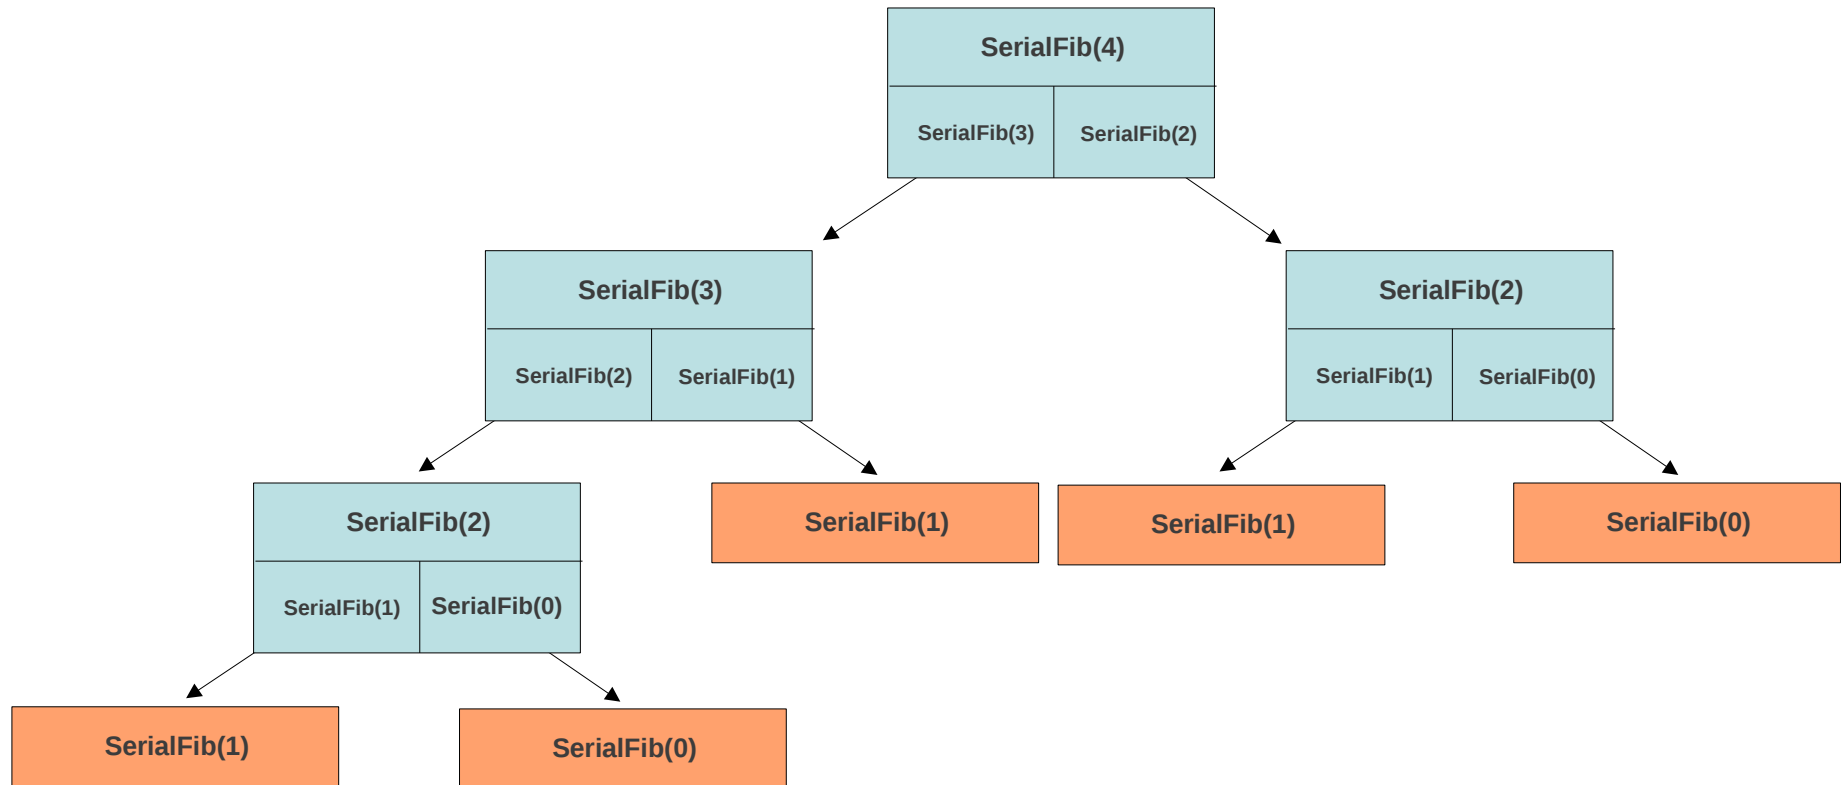 SerialFib(4)
SerialFib(3) SerialFib(2)
SerialFib(3)
SerialFib(2) SerialFib(1)
SerialFib(2)
SerialFib(1) SerialFib(0)
SerialFib(2)
SerialFib(1) SerialFib(0)
SerialFib(1)
SerialFib(1)
SerialFib(0)
SerialFib(1)
SerialFib(0)